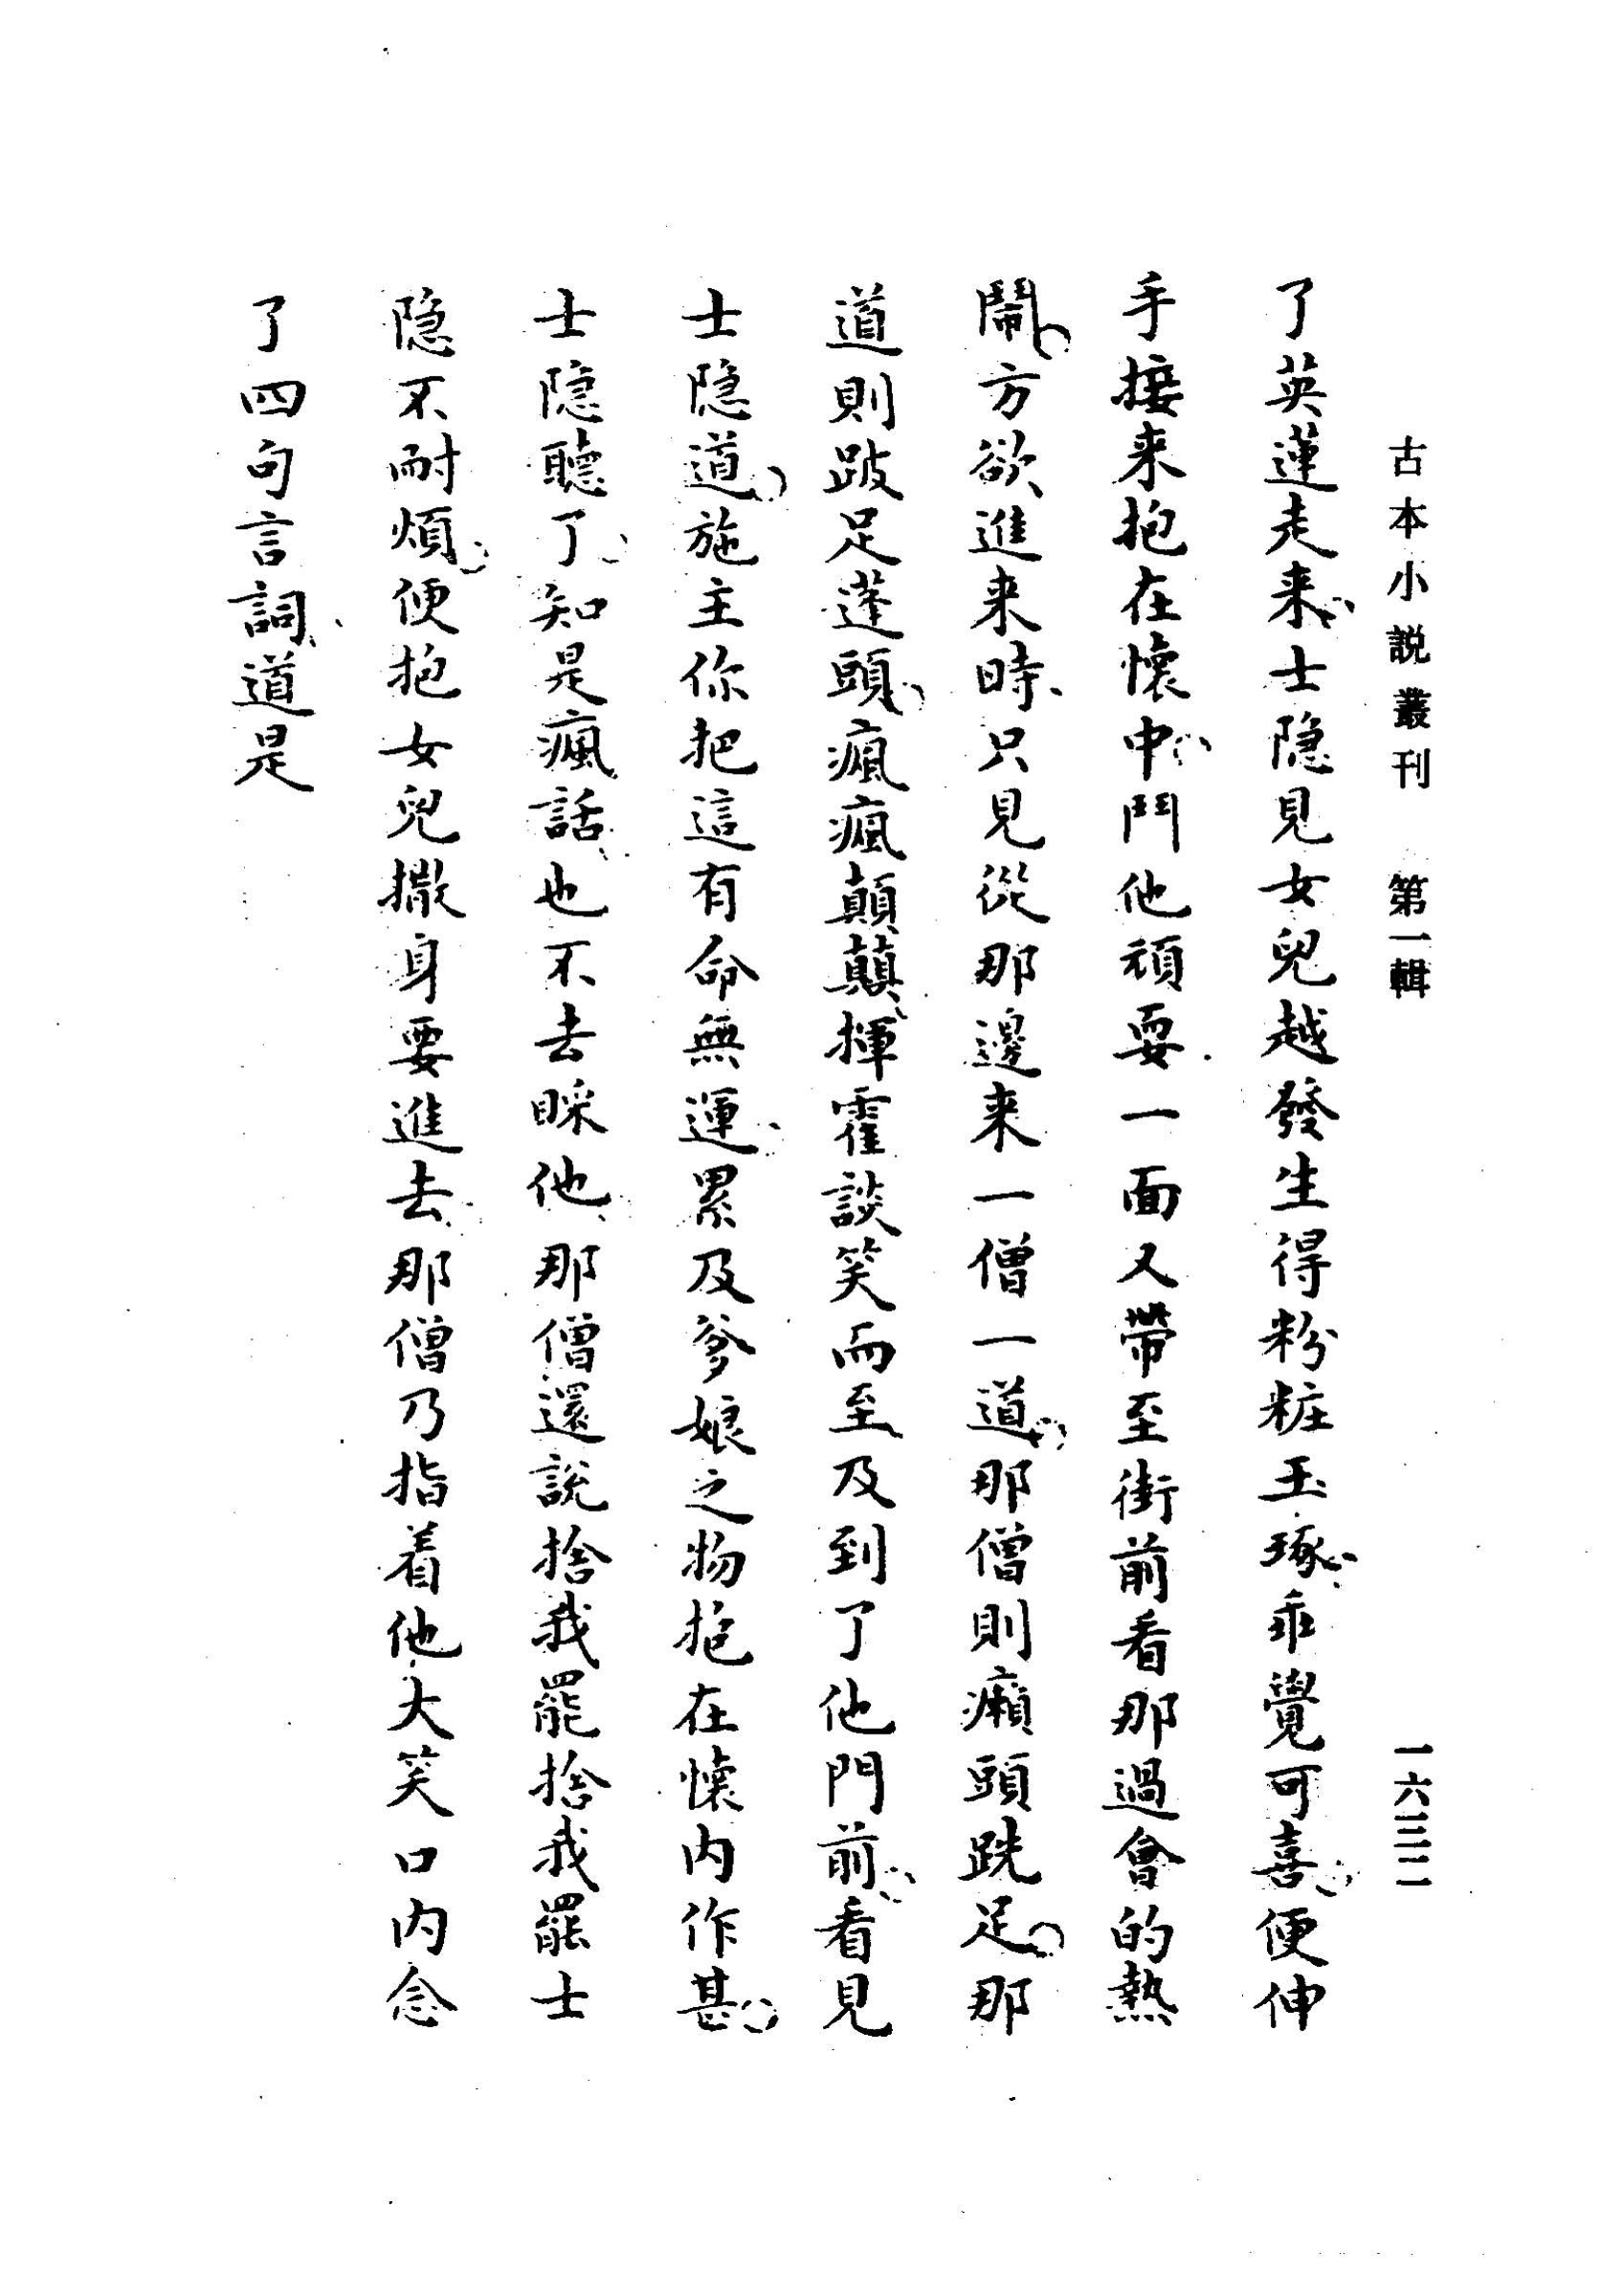 古本小説叢刊　第一輯　一六三二
了英蓮走来士隐見女兒越發生得粉粧玉琢乖覺可喜便伸
手接来抱在懷中鬥他頑耍一面又帶至街前看那過會的熱
鬧方欲進来時只見從那邊来一僧一道那僧則癩頭跣足那
道則跛足蓬頭瘋瘋顛顛揮霍談笑而至及到了他門前看見
士隐道施主你把這有命無運累及爹娘之物抱在懷内作甚
士隐聽了知是瘋話也不去睬他那僧還說捨我罷捨我罷士
隐不耐煩便抱女兒撒身要進去那僧乃指着他大笑口内念
了四句言詞道是